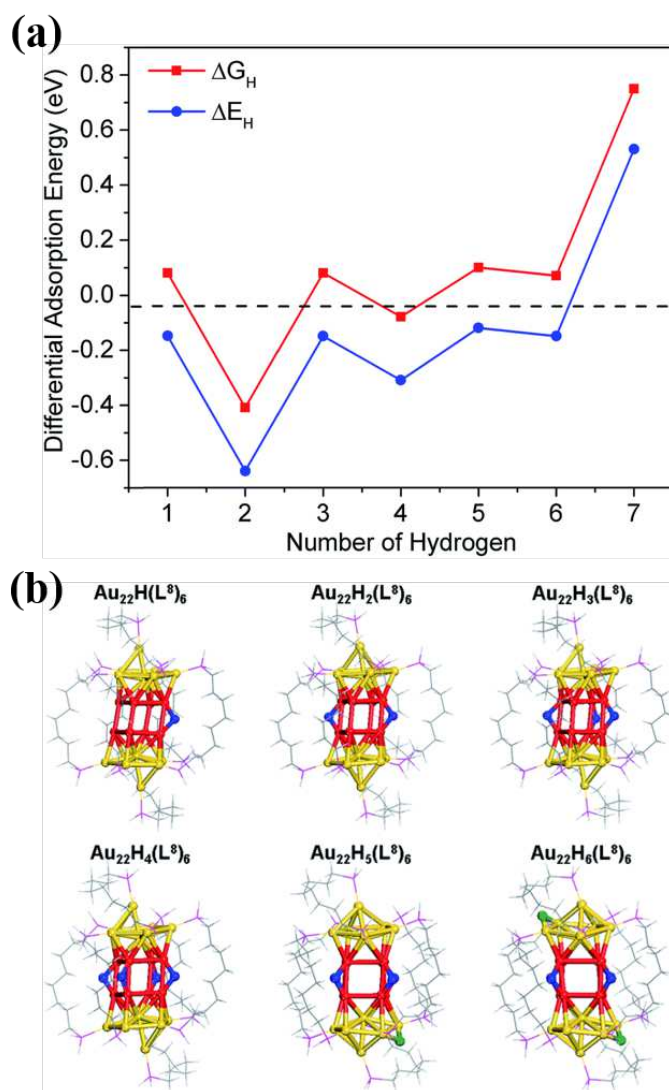 (a)
Differential Adsorption Energy (eV)
0.8
0.6
0.4
0.2
0.0
-0.2
-0.4
-0.6
ΔG_H
ΔE_H
1 2 3 4 5 6 7
Number of Hydrogen
(b)
Au₂₂H(L⁸)₆ Au₂₂H₂(L⁸)₆ Au₂₂H₃(L⁸)₆
Au₂₂H₄(L⁸)₆ Au₂₂H₅(L⁸)₆ Au₂₂H₆(L⁸)₆